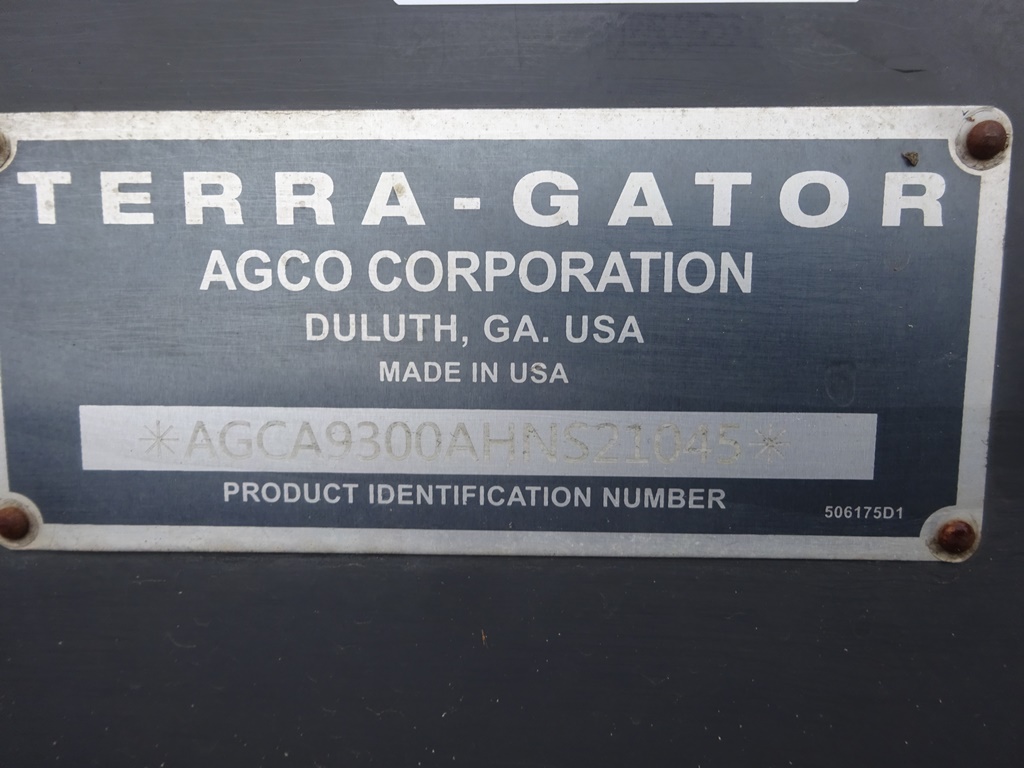 TERRA-GATOR
AGCO CORPORATION
DULUTH, GA. USA
MADE IN USA
*AGCA9300AHNS21045*
PRODUCT IDENTIFICATION NUMBER
506175D1